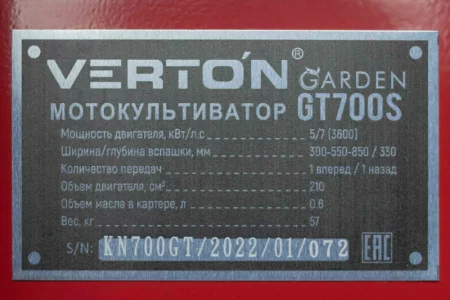 VERTÓN® GARDEN
МОТОКУЛЬТИВАТОР GT700S
Мощность двигателя, кВт/л.с 5/7 (3600)
Ширина/глубина вспашки, мм 300-550-850 / 330
Количество передач 1 вперед / 1 назад
Объем двигателя, см³ 210
Объем масла в картере, л 0.6
Вес, кг 57
S/N: KN700GT/2022/01/072 EAC